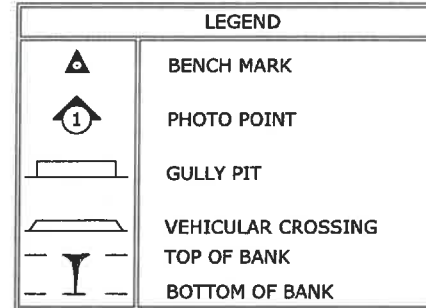 LEGEND
BENCH MARK
1
PHOTO POINT
GULLY PIT
VEHICULAR CROSSING
TOP OF BANK
BOTTOM OF BANK